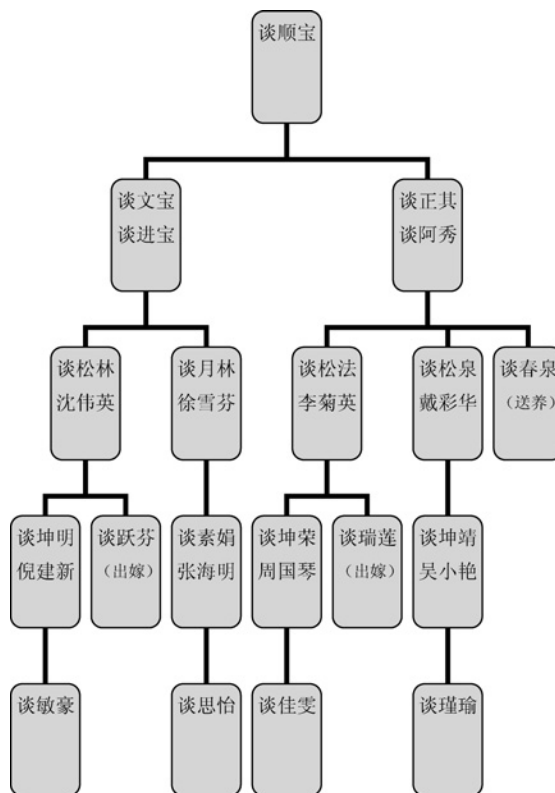 谈顺宝
谈文宝
谈进宝
谈正其
谈阿秀
谈松林
沈伟英
谈月林
徐雪芬
谈松法
李菊英
谈松泉
戴彩华
谈春泉
（送养）
谈坤明
倪建新
谈跃芬
（出嫁）
谈素娟
张海明
谈坤荣
周国琴
谈瑞莲
（出嫁）
谈坤靖
吴小艳
谈敏豪
谈思怡
谈佳雯
谈瑾瑜